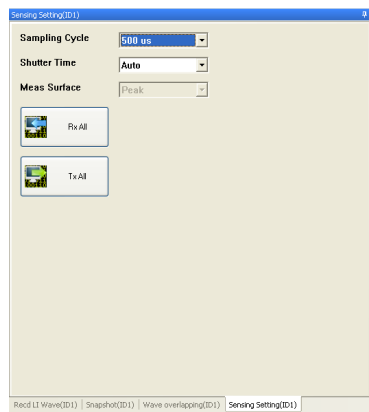 Sensing Setting(ID1)
Sampling Cycle 500 us
Shutter Time Auto
Meas Surface Peak
Rx All
Tx All
Recd LI Wave(ID1) Snapshot(ID1) Wave overlapping(ID1) Sensing Setting(ID1)